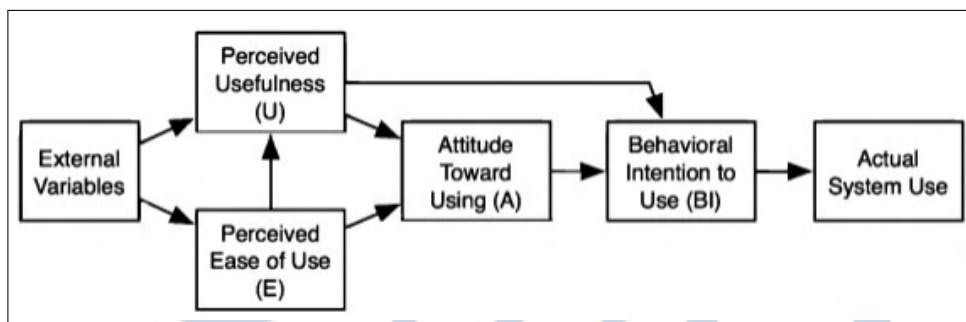 Perceived
Usefulness
(U)
External
Variables
Perceived
Ease of Use
(E)
Attitude
Toward
Using (A)
Behavioral
Intention to
Use (BI)
Actual
System Use